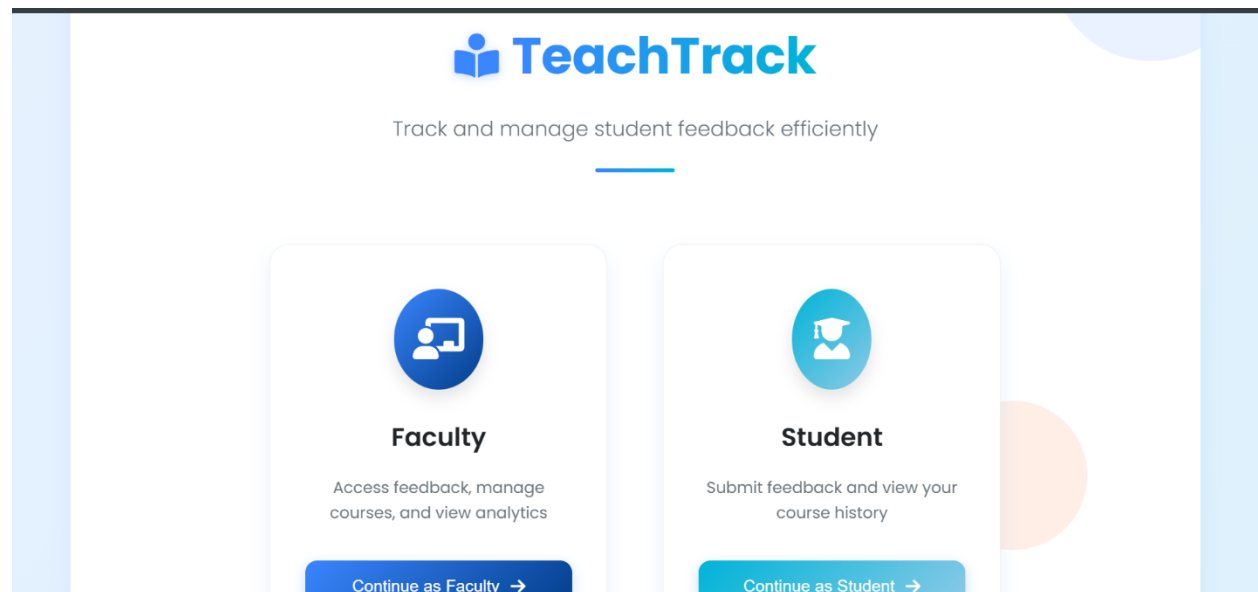 TeachTrack
Track and manage student feedback efficiently
Faculty
Access feedback, manage
courses, and view analytics
Continue as Faculty →
Student
Submit feedback and view your
course history
Continue as Student →